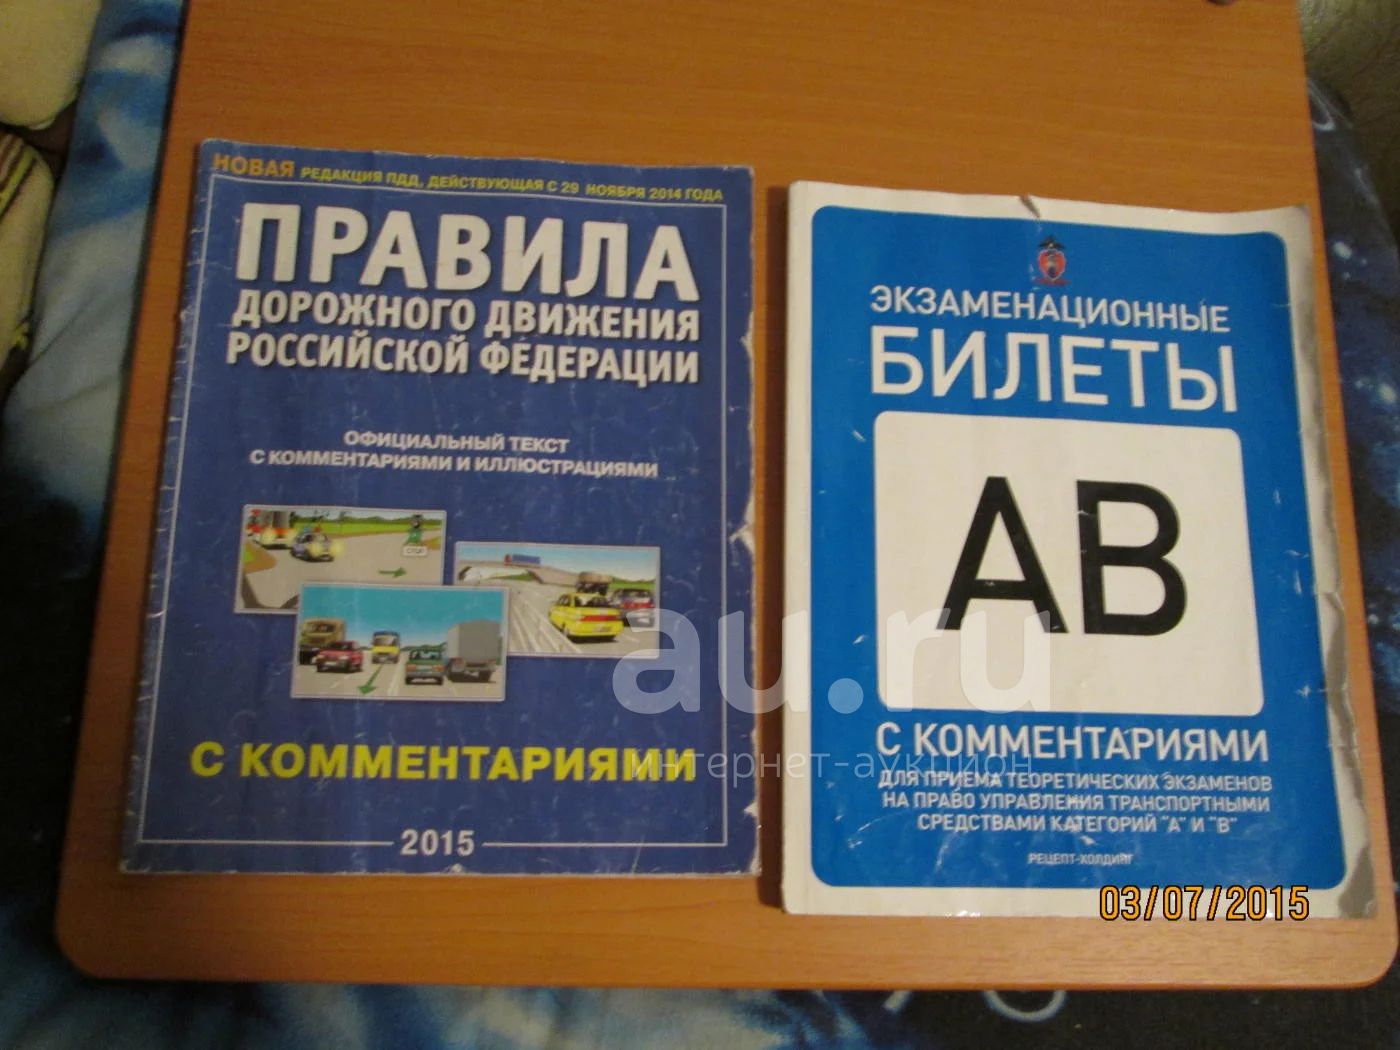 НОВАЯ РЕДАКЦИЯ ПДД, ДЕЙСТВУЮЩАЯ С 29 НОЯБРЯ 2014 ГОДА
ПРАВИЛА
ДОРОЖНОГО ДВИЖЕНИЯ
РОССИЙСКОЙ ФЕДЕРАЦИИ
ОФИЦИАЛЬНЫЙ ТЕКСТ
С КОММЕНТАРИЯМИ И ИЛЛЮСТРАЦИЯМИ
С КОММЕНТАРИЯМИ
2015
ЭКЗАМЕНАЦИОННЫЕ
БИЛЕТЫ
АВ
С КОММЕНТАРИЯМИ
ДЛЯ ПРИЕМА ТЕОРЕТИЧЕСКИХ ЭКЗАМЕНОВ
НА ПРАВО УПРАВЛЕНИЯ ТРАНСПОРТНЫМИ
СРЕДСТВАМИ КАТЕГОРИЙ "А" И "В"
РЕЦЕПТ-ХОЛДИНГ
au.ru
интернет-аукцион
03/07/2015